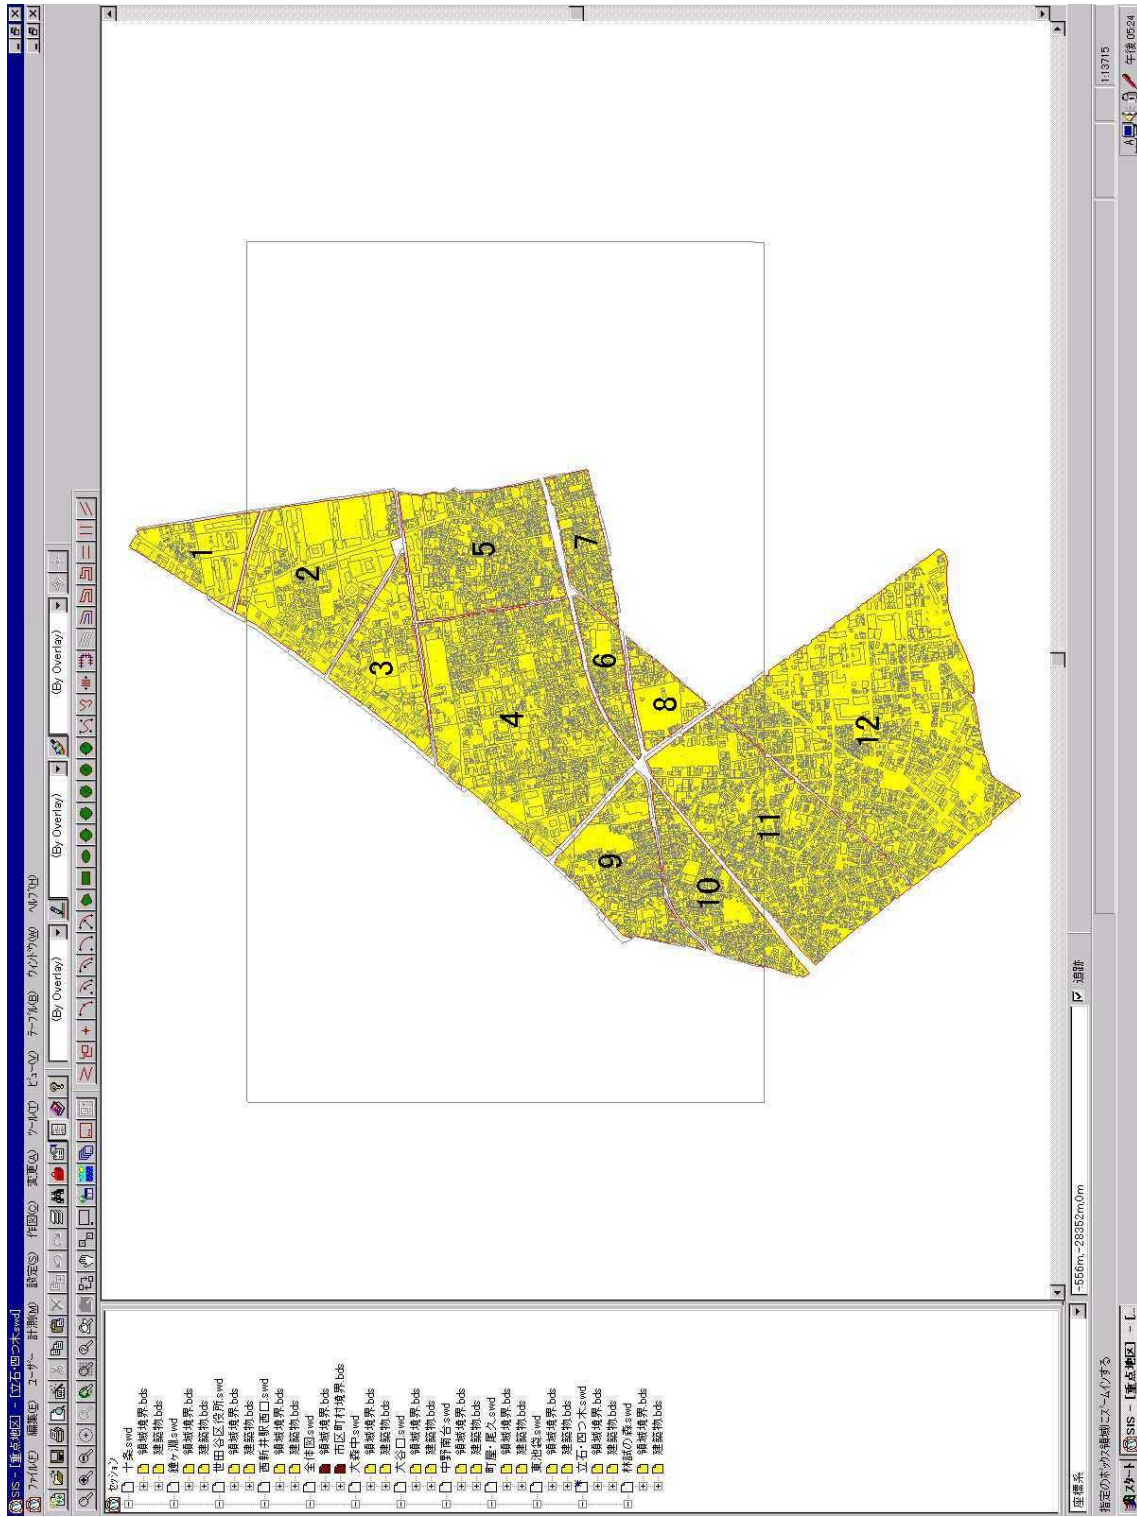 SIS - [重点地区] - [立石・四つ木.swd]
ファイル(F) 編集(E) ユーザー 計測(M) 設定(S) 作図(C) 変更(A) ツール(T) ビュー(V) テーブル(B) ウィンドウ(W) ヘルプ(H)
(By Overlay) (By Overlay) (By Overlay)
セッション
十条.swd
領域境界.bds
建築物.bds
鐘ヶ淵.swd
領域境界.bds
建築物.bds
世田谷区役所.swd
領域境界.bds
建築物.bds
西新井駅西口.swd
領域境界.bds
建築物.bds
全体図.swd
領域境界.bds
市区町村境界.bds
大森中.swd
領域境界.bds
建築物.bds
大谷口.swd
領域境界.bds
建築物.bds
中野南台.swd
領域境界.bds
建築物.bds
町屋・尾久.swd
領域境界.bds
建築物.bds
東池袋.swd
領域境界.bds
建築物.bds
立石・四つ木.swd
領域境界.bds
建築物.bds
林試の森.swd
領域境界.bds
建築物.bds
1
2
3
4
5
6
7
8
9
10
11
12
座標系
-556m,-28352m,0m
追跡
指定のボックス領域にズームインする
1:13715
スタート
SIS - [重点地区] - [...
A
午後 05:24